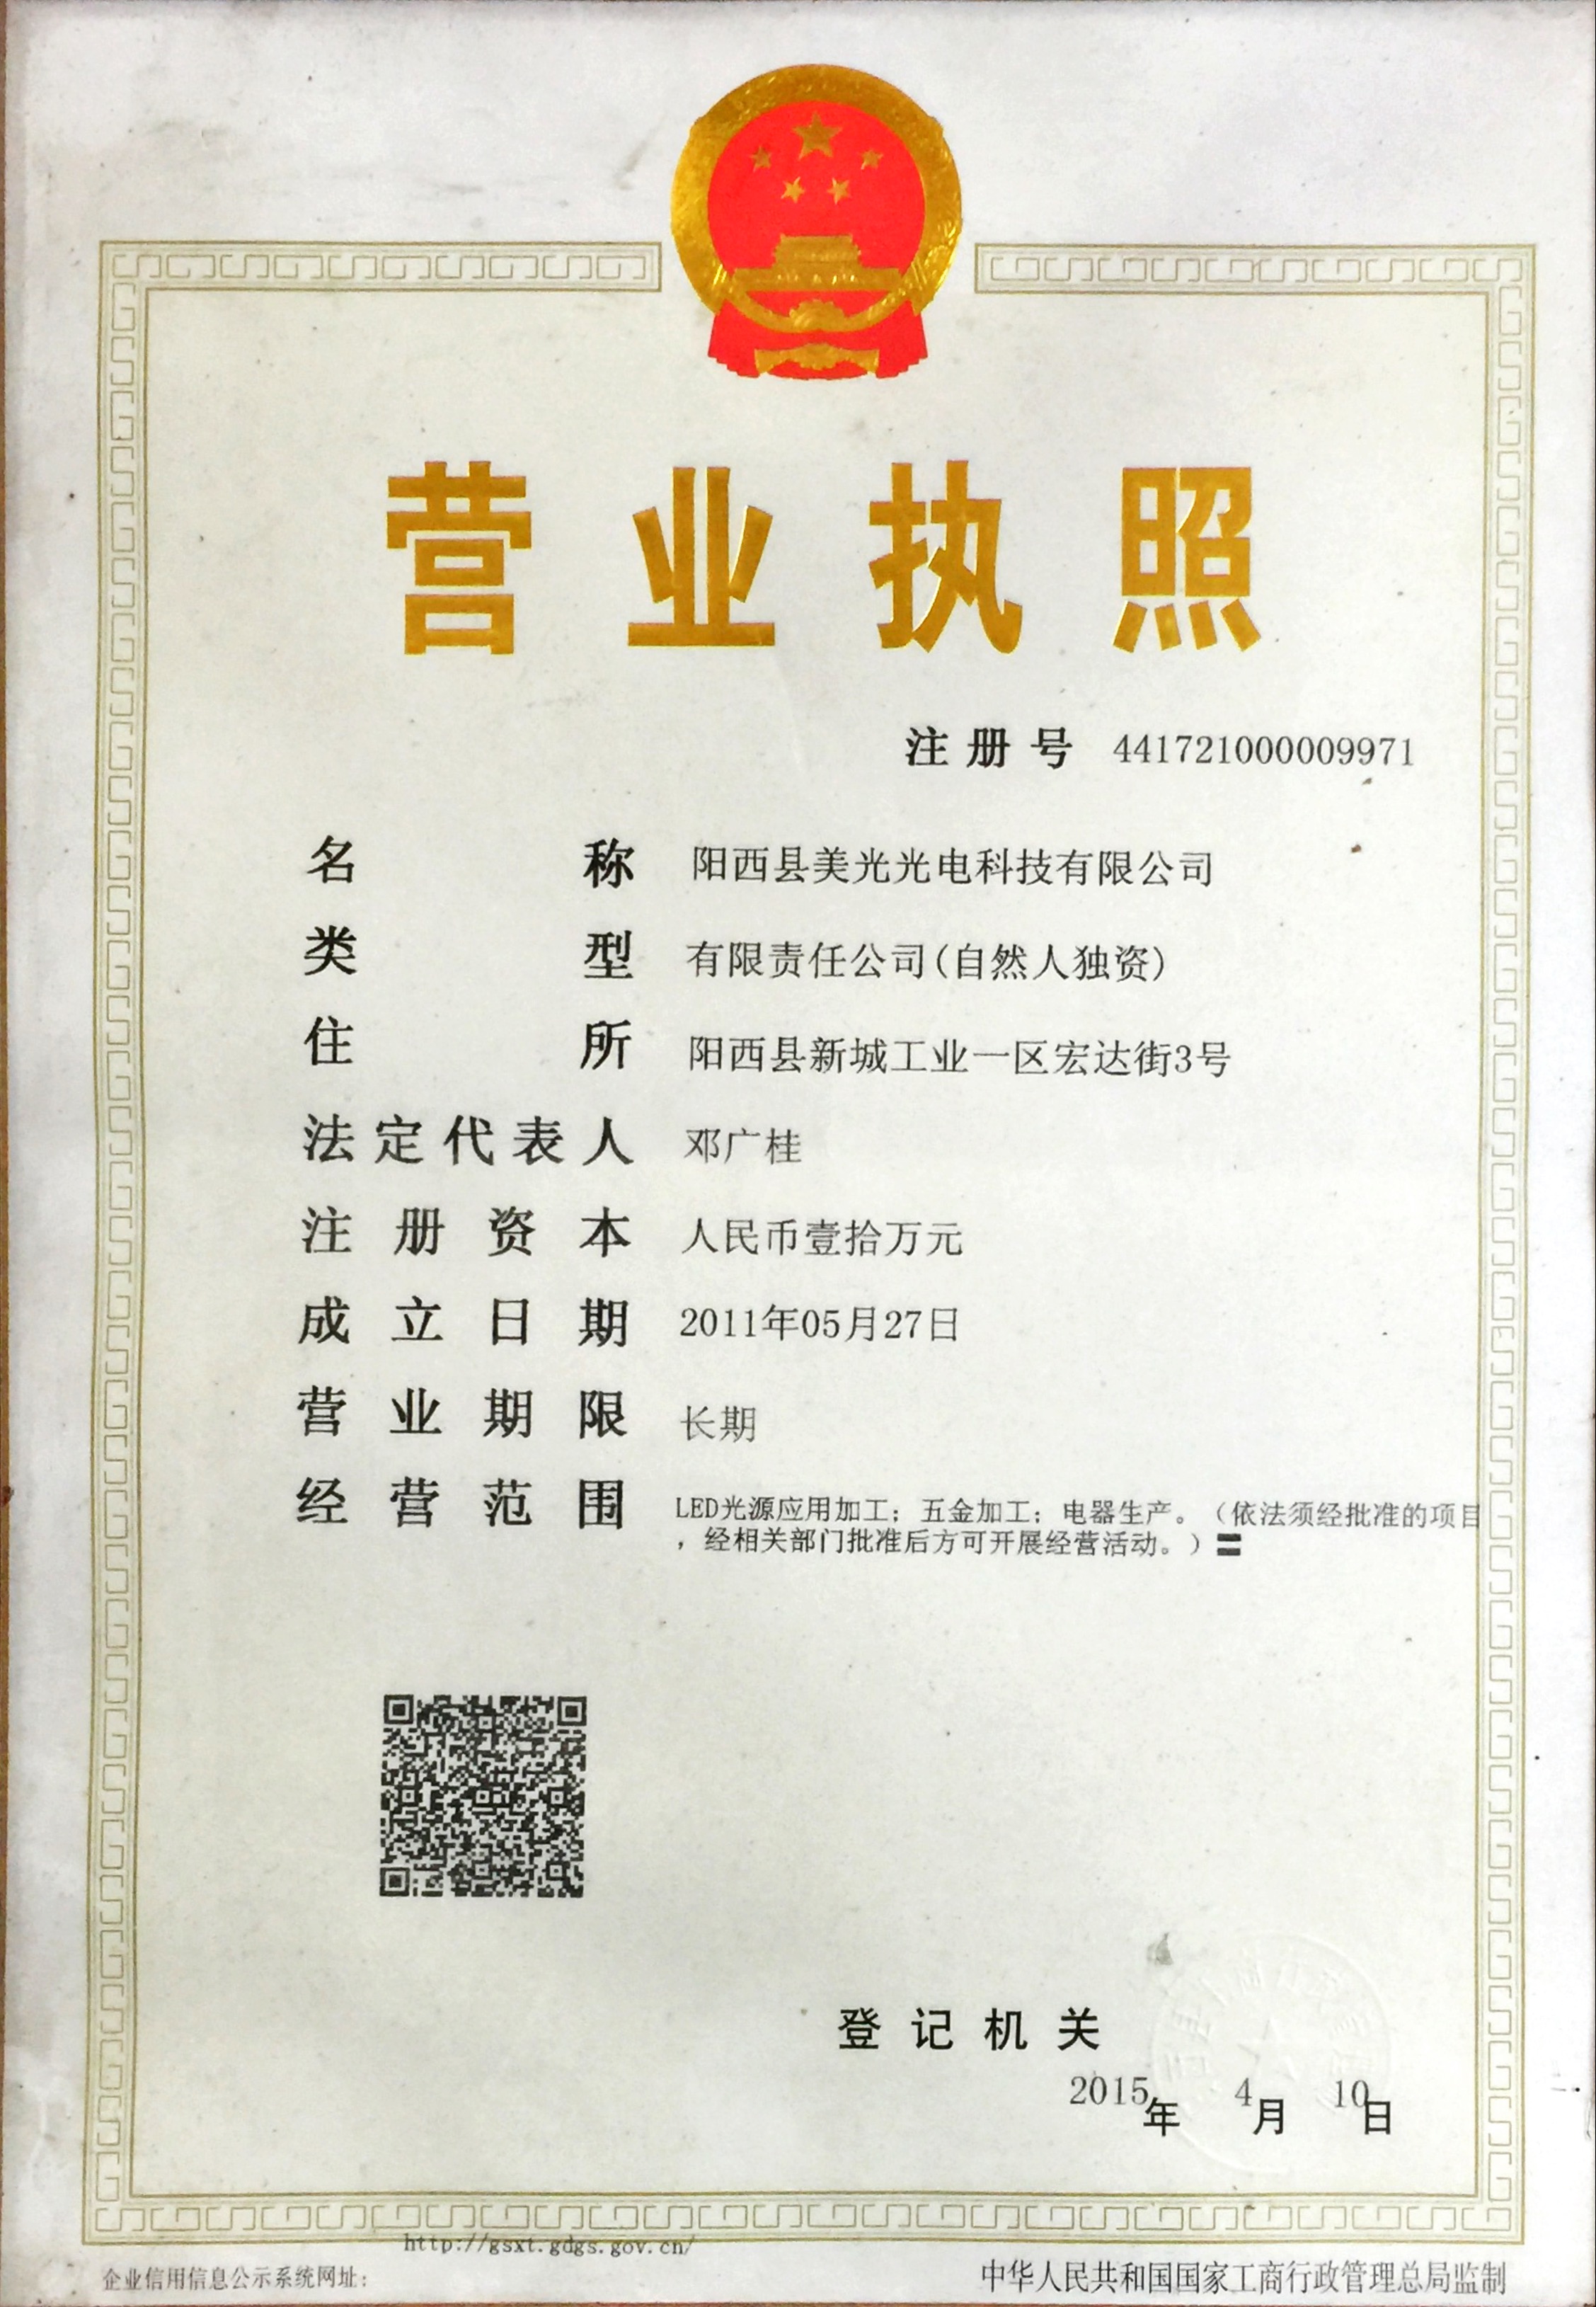 营业执照
注册号 441721000009971
名称 阳西县美光光电科技有限公司
类型 有限责任公司(自然人独资)
住所 阳西县新城工业一区宏达街3号
法定代表人 邓广桂
注册资本 人民币壹拾万元
成立日期 2011年05月27日
营业期限 长期
经营范围 LED光源应用加工；五金加工；电器生产。（依法须经批准的项目
，经相关部门批准后方可开展经营活动。）〓
登记机关
2015年 4月 10日
http://gsxt.gdgs.gov.cn/
企业信用信息公示系统网址：
中华人民共和国国家工商行政管理总局监制